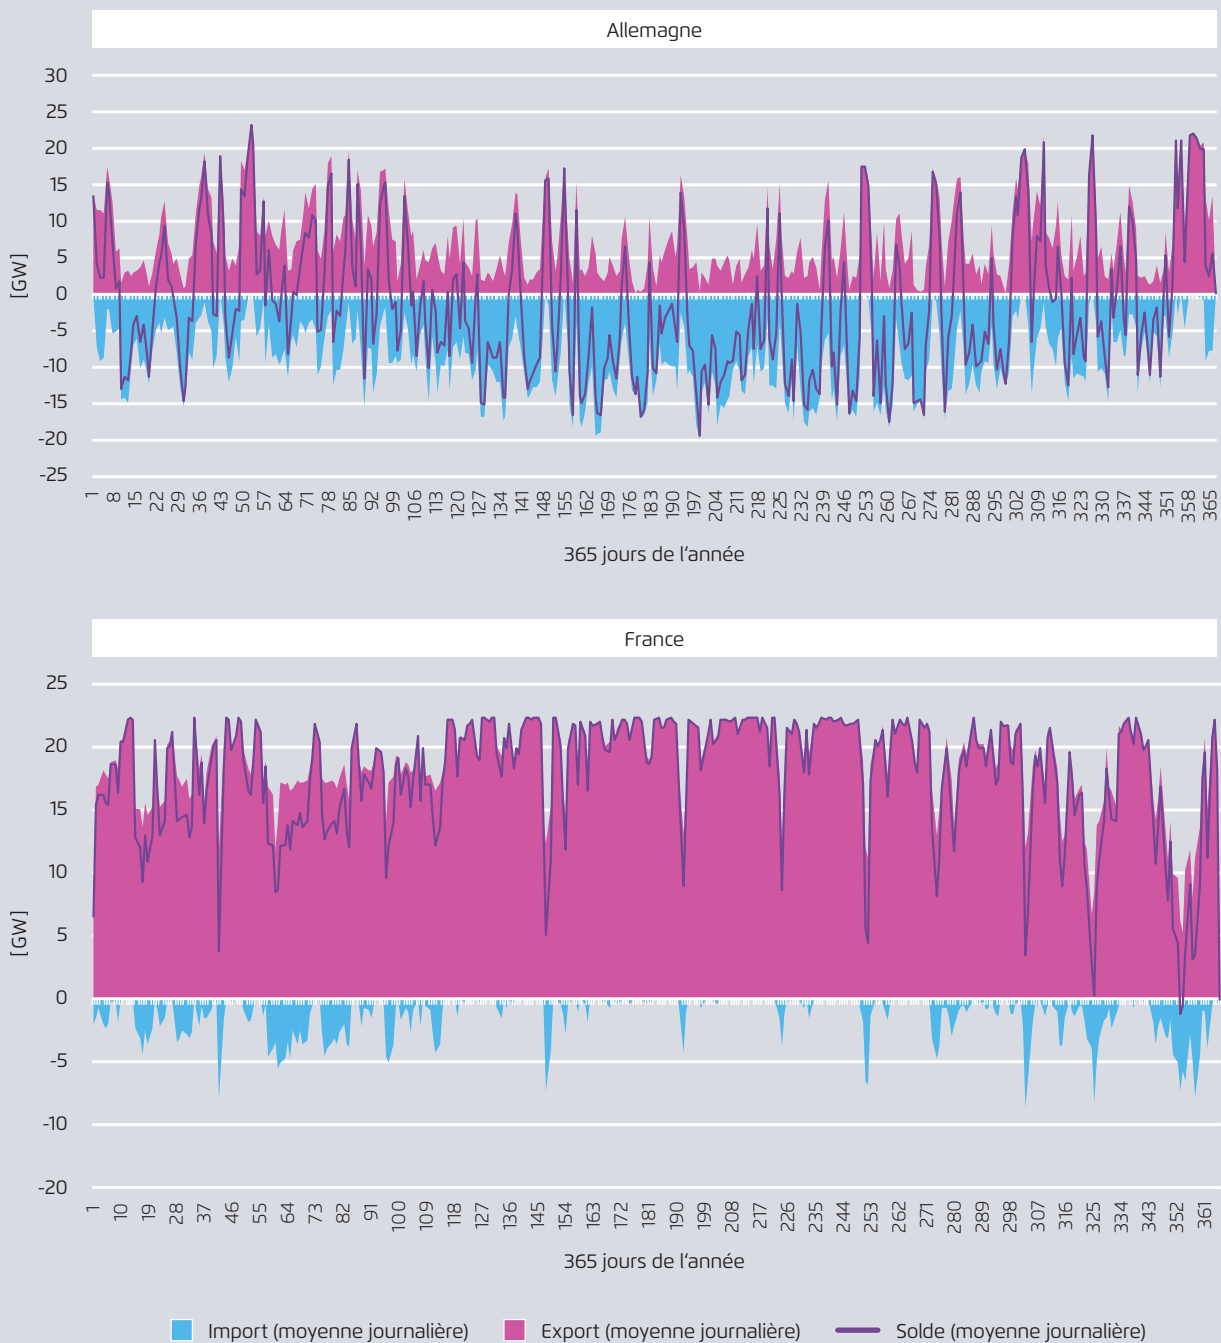 Allemagne
30
25
20
15
10
5
0
-5
-10
-15
-20
-25
[GW]
1 8 15 22 29 36 43 50 57 64 71 78 85 92 99 106 113 120 127 134 141 148 155 162 169 176 183 190 197 204 211 218 225 232 239 246 253 260 267 274 281 288 295 302 309 316 323 330 337 344 351 358 365
365 jours de l’année
France
25
20
15
10
5
0
-5
-10
-20
[GW]
1 10 19 28 37 46 55 64 73 82 91 100 109 118 127 136 145 154 163 172 181 190 199 208 217 226 235 244 253 262 271 280 289 298 307 316 325 334 343 352 361
365 jours de l’année
Import (moyenne journalière) Export (moyenne journalière) Solde (moyenne journalière)